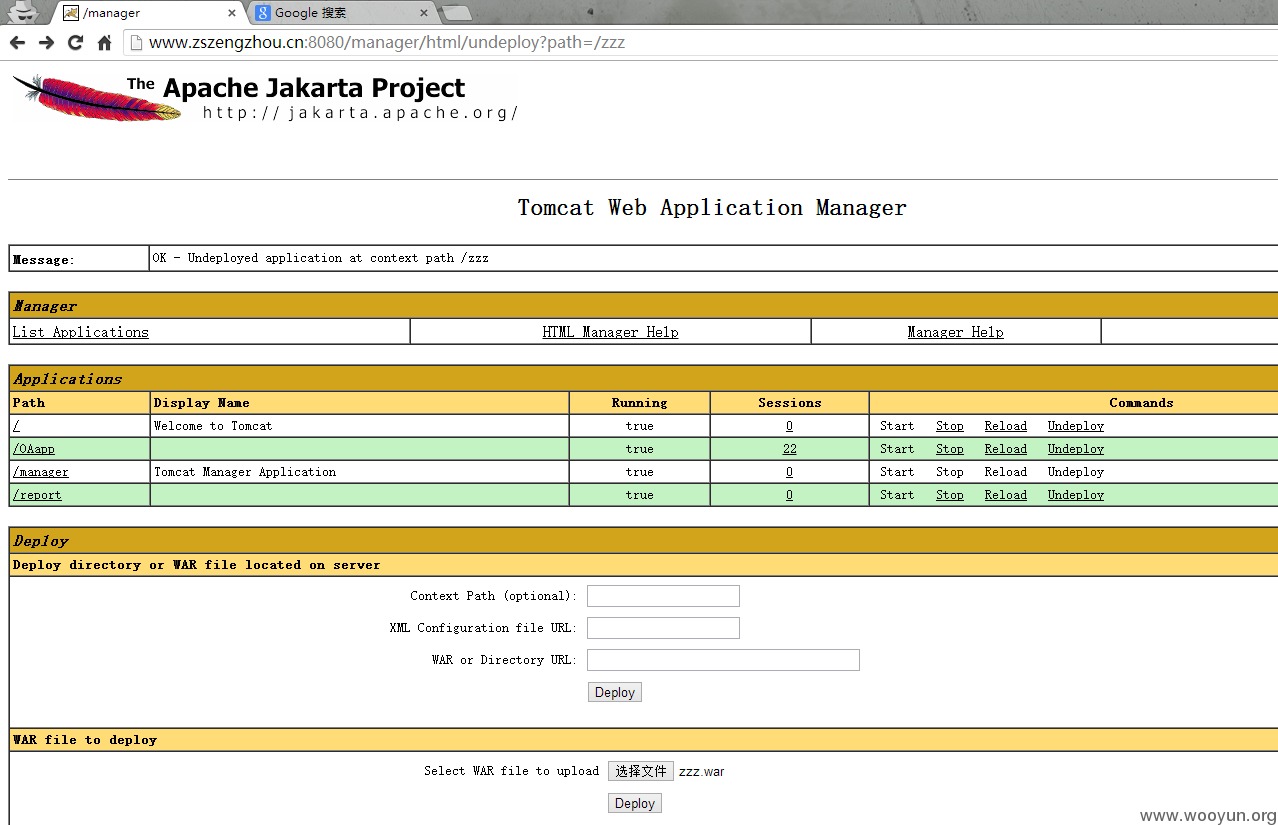 /manager
Google 搜索
www.zszengzhou.cn:8080/manager/html/undeploy?path=/zzz
The Apache Jakarta Project
http://jakarta.apache.org/
Tomcat Web Application Manager
Message: OK - Undeployed application at context path /zzz
Manager
List Applications HTML Manager Help Manager Help
Applications
Path Display Name Running Sessions Commands
/ Welcome to Tomcat true 0 Start Stop Reload Undeploy
/OAapp true 22 Start Stop Reload Undeploy
/manager Tomcat Manager Application true 0 Start Stop Reload Undeploy
/report true 0 Start Stop Reload Undeploy
Deploy
Deploy directory or WAR file located on server
Context Path (optional):
XML Configuration file URL:
WAR or Directory URL:
Deploy
WAR file to deploy
Select WAR file to upload 选择文件 zzz.war
Deploy
www.wooyun.org